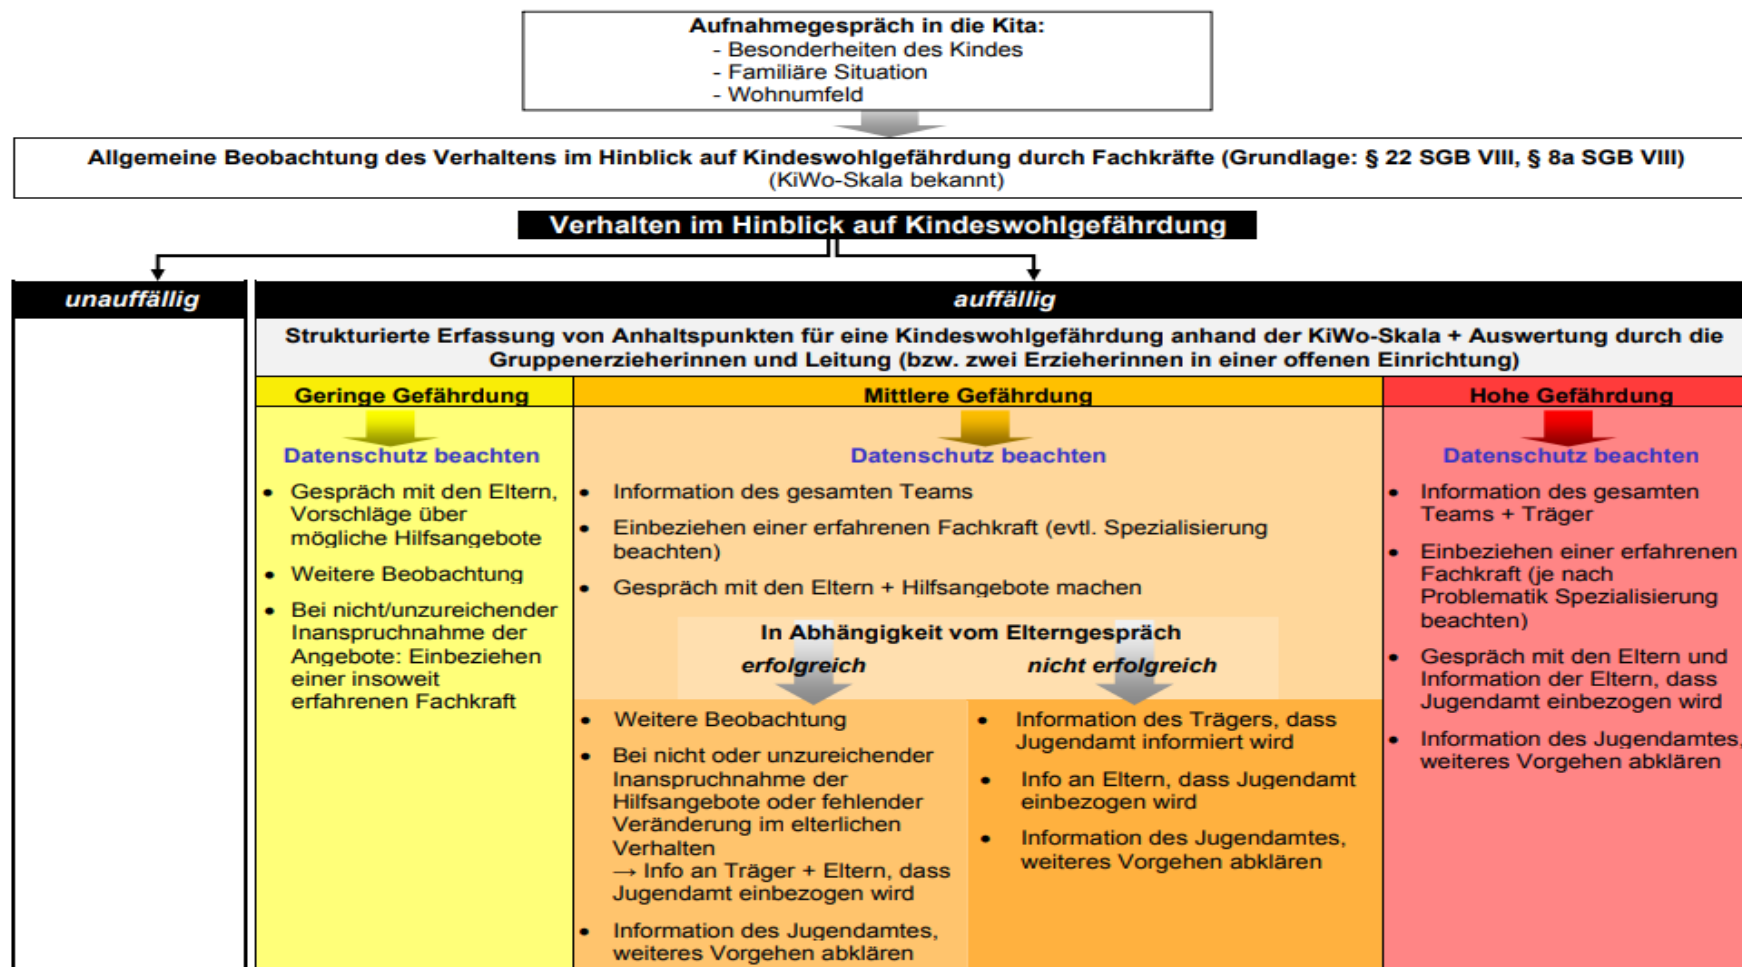 Aufnahmegespräch in die Kita:
- Besonderheiten des Kindes
- Familiäre Situation
- Wohnumfeld
Allgemeine Beobachtung des Verhaltens im Hinblick auf Kindeswohlgefährdung durch Fachkräfte (Grundlage: § 22 SGB VIII, § 8a SGB VIII)
(KiWo-Skala bekannt)
Verhalten im Hinblick auf Kindeswohlgefährdung
unauffällig
auffällig
Strukturierte Erfassung von Anhaltspunkten für eine Kindeswohlgefährdung anhand der KiWo-Skala + Auswertung durch die
Gruppenerzieherinnen und Leitung (bzw. zwei Erzieherinnen in einer offenen Einrichtung)
Geringe Gefährdung
Datenschutz beachten
• Gespräch mit den Eltern,
Vorschläge über
mögliche Hilfsangebote
• Weitere Beobachtung
• Bei nicht/unzureichender
Inanspruchnahme der
Angebote: Einbeziehen
einer insoweit
erfahrenen Fachkraft
Mittlere Gefährdung
Datenschutz beachten
• Information des gesamten Teams
• Einbeziehen einer erfahrenen Fachkraft (evtl. Spezialisierung
beachten)
• Gespräch mit den Eltern + Hilfsangebote machen
In Abhängigkeit vom Elterngespräch
erfolgreich
nicht erfolgreich
• Weitere Beobachtung
• Bei nicht oder unzureichender
Inanspruchnahme der
Hilfsangebote oder fehlender
Veränderung im elterlichen
Verhalten
→ Info an Träger + Eltern, dass
Jugendamt einbezogen wird
• Information des Jugendamtes,
weiteres Vorgehen abklären
• Information des Trägers, dass
Jugendamt informiert wird
• Info an Eltern, dass Jugendamt
einbezogen wird
• Information des Jugendamtes,
weiteres Vorgehen abklären
Hohe Gefährdung
Datenschutz beachten
• Information des gesamten
Teams + Träger
• Einbeziehen einer erfahrenen
Fachkraft (je nach
Problematik Spezialisierung
beachten)
• Gespräch mit den Eltern und
Information der Eltern, dass
Jugendamt einbezogen wird
• Information des Jugendamtes,
weiteres Vorgehen abklären